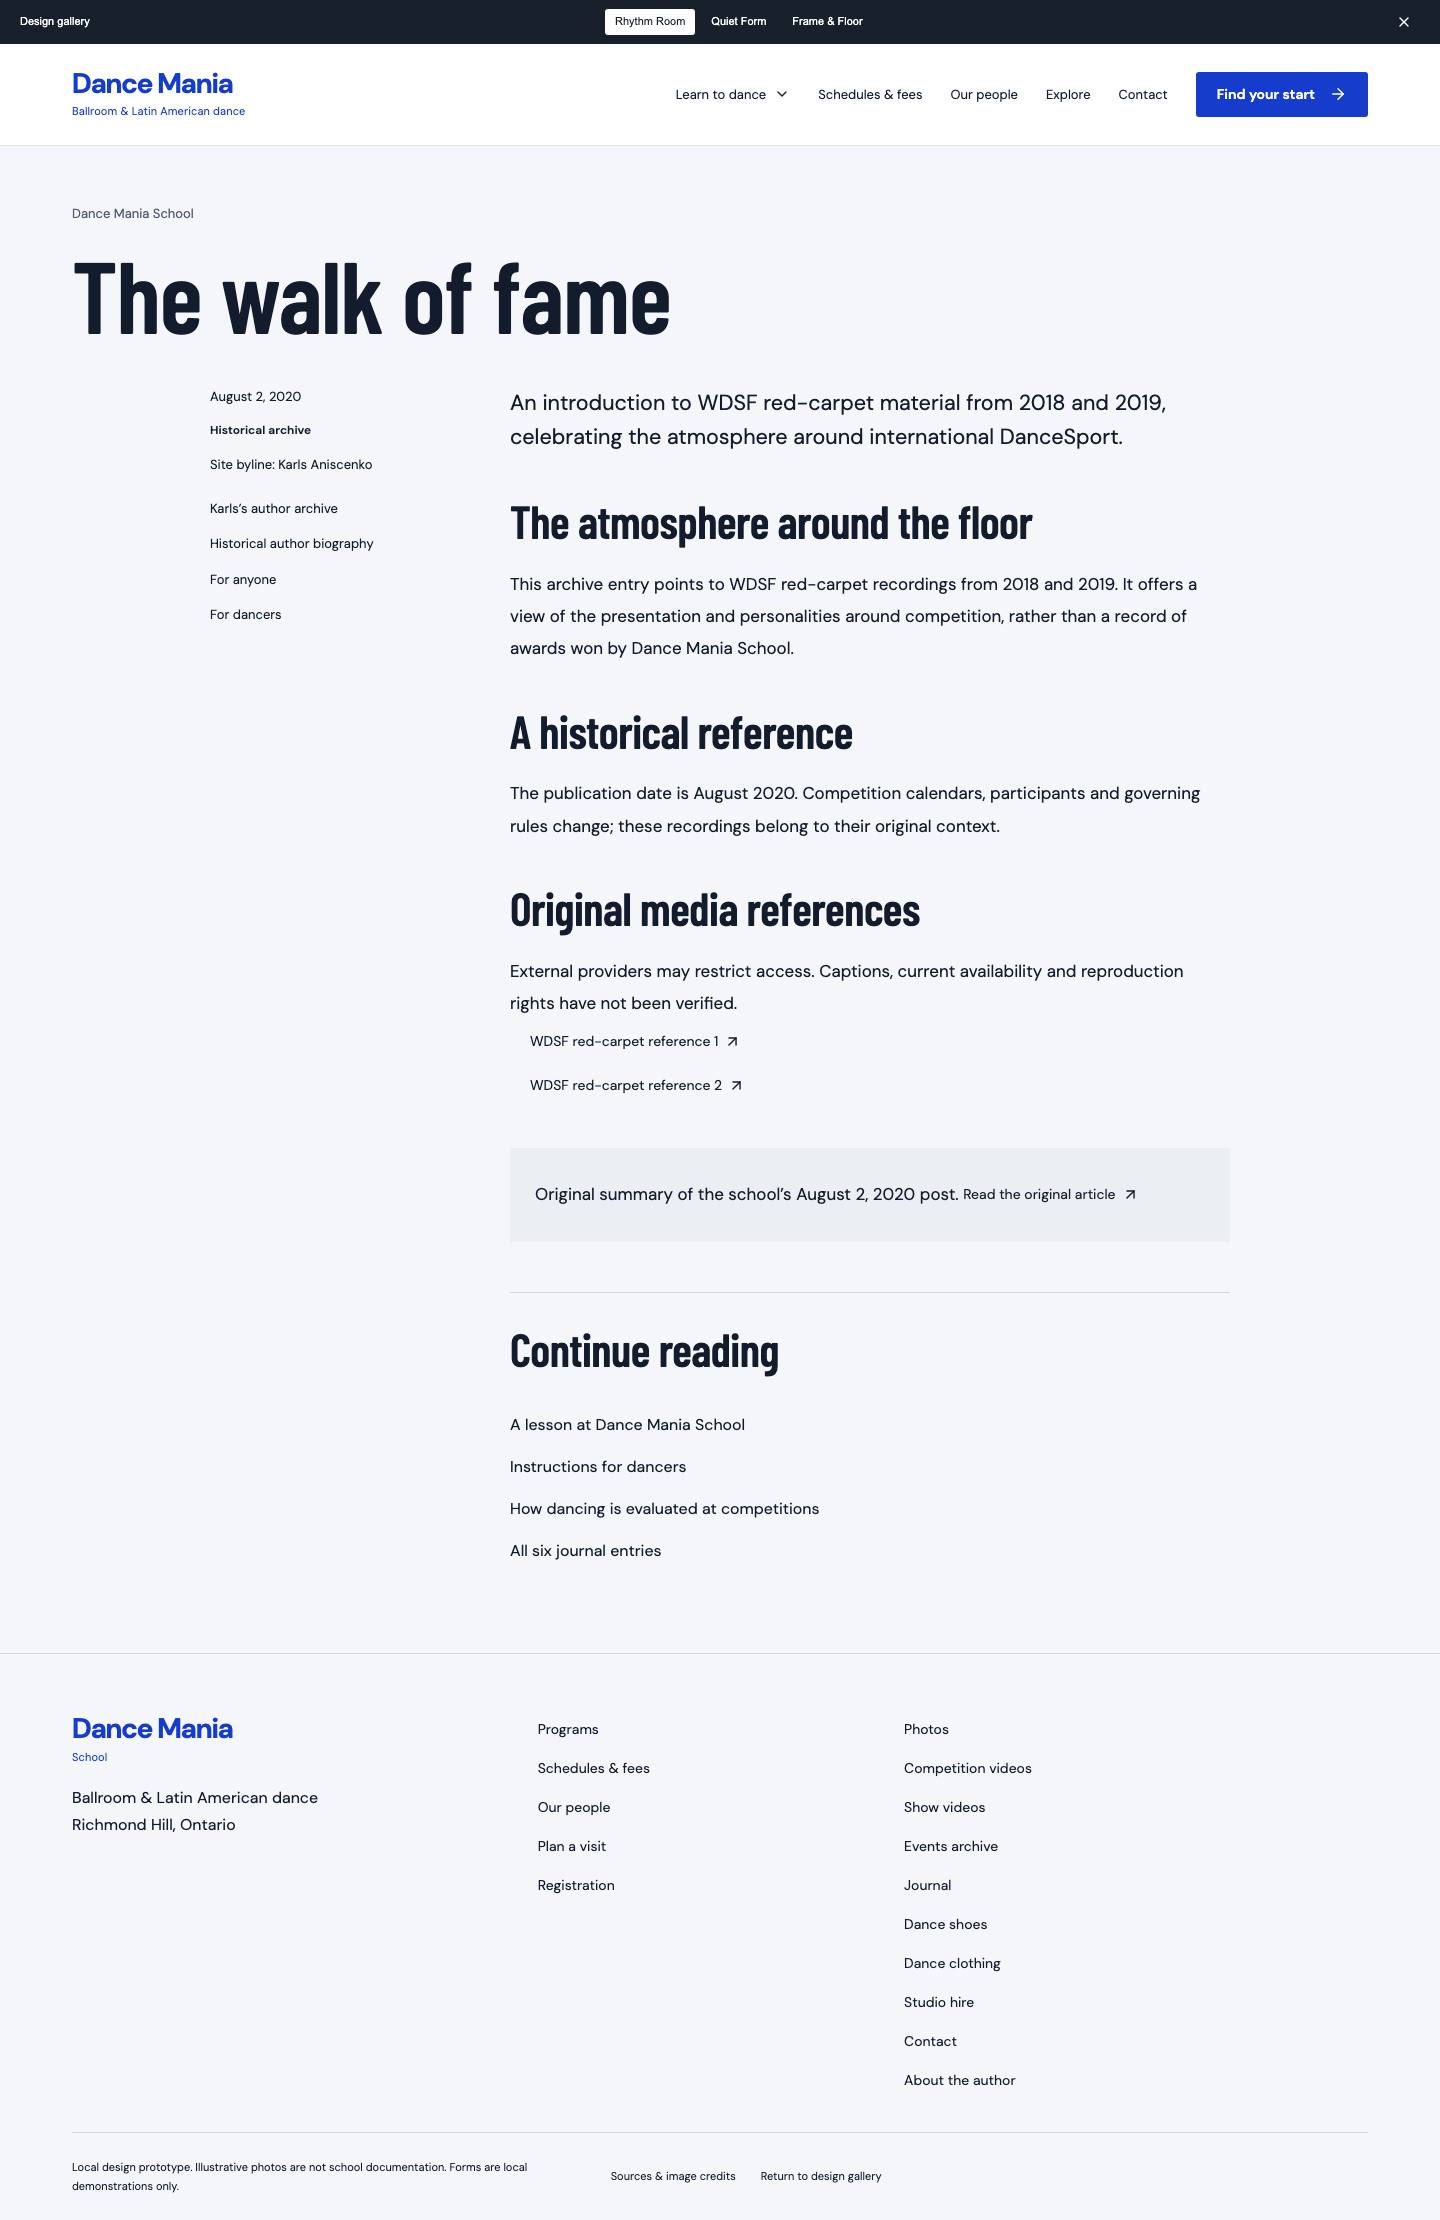 Design gallery
Rhythm Room
Quiet Form
Frame & Floor
Dance Mania
Ballroom & Latin American dance
Learn to dance
Schedules & fees
Our people
Explore
Contact
Find your start
Dance Mania School
The walk of fame
August 2, 2020
Historical archive
Site byline: Karls Aniscenko
Karls’s author archive
Historical author biography
For anyone
For dancers
An introduction to WDSF red-carpet material from 2018 and 2019,
celebrating the atmosphere around international DanceSport.
The atmosphere around the floor
This archive entry points to WDSF red-carpet recordings from 2018 and 2019. It offers a
view of the presentation and personalities around competition, rather than a record of
awards won by Dance Mania School.
A historical reference
The publication date is August 2020. Competition calendars, participants and governing
rules change; these recordings belong to their original context.
Original media references
External providers may restrict access. Captions, current availability and reproduction
rights have not been verified.
WDSF red-carpet reference 1
WDSF red-carpet reference 2
Original summary of the school’s August 2, 2020 post. Read the original article
Continue reading
A lesson at Dance Mania School
Instructions for dancers
How dancing is evaluated at competitions
All six journal entries
Dance Mania
School
Ballroom & Latin American dance
Richmond Hill, Ontario
Programs
Schedules & fees
Our people
Plan a visit
Registration
Photos
Competition videos
Show videos
Events archive
Journal
Dance shoes
Dance clothing
Studio hire
Contact
About the author
Local design prototype. Illustrative photos are not school documentation. Forms are local
demonstrations only.
Sources & image credits
Return to design gallery